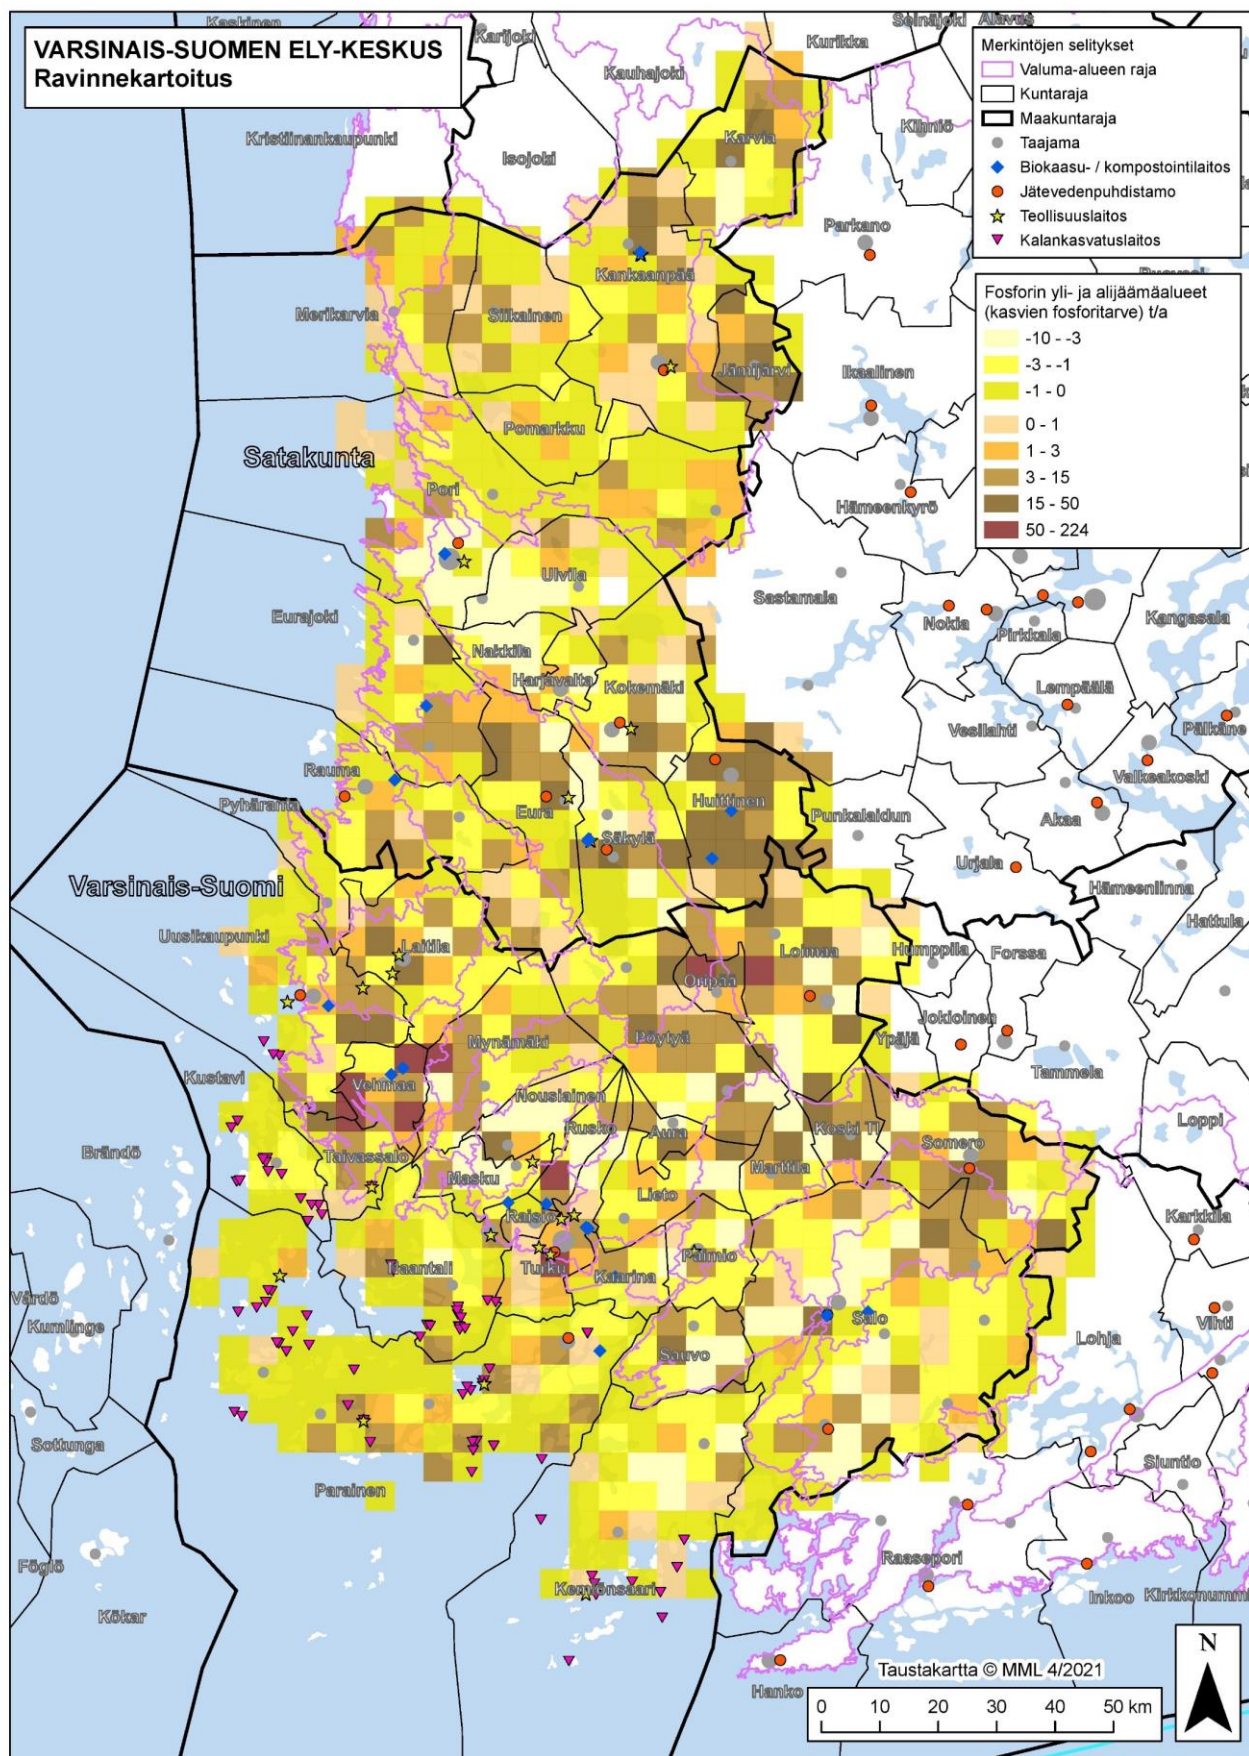 VARSINAIS-SUOMEN ELY-KESKUS
Ravinnekartoitus
Merkintöjen selitykset
Valuma-alueen raja
Kuntaraja
Maakuntaraja
Taajama
Biokaasu- / kompostointilaitos
Jätevedenpuhdistamo
Teollisuuslaitos
Kalankasvatuslaitos
Fosforin yli- ja alijäämäalueet
(kasvien fosforitarve) t/a
-10 - -3
-3 - -1
-1 - 0
0 - 1
1 - 3
3 - 15
15 - 50
50 - 224
Kaskinen
Karijoki
Kurikka
Seinäjoki
Alavus
Kauhajoki
Kristiinankaupunki
Isojoki
Karvia
Kihniö
Parkano
Kankaanpää
Merikarvia
Siikainen
Jämijärvi
Ikaalinen
Pomarkku
Satakunta
Pori
Hämeenkyrö
Ulvila
Sastamala
Eurajoki
Nokia
Pirkkala
Kangasala
Nakkila
Harjavalta
Kokemäki
Lempäälä
Vesilahti
Pälkäne
Rauma
Valkeakoski
Pyhäranta
Eura
Huittinen
Punkalaidun
Akaa
Säkylä
Urjala
Hämeenlinna
Varsinais-Suomi
Hattula
Uusikaupunki
Laitila
Loimaa
Humppila
Forssa
Oripää
Jokioinen
Mynämäki
Pöytyä
Ypäjä
Kustavi
Vehmaa
Tammela
Nousiainen
Loppi
Rusko
Aura
Koski Tl
Somero
Brändö
Taivassalo
Masku
Marttila
Lieto
Raisio
Karkkila
Paimio
Naantali
Turku
Kaarina
Vårdö
Kumlinge
Salo
Vihti
Sauvo
Lohja
Sottunga
Siuntio
Parainen
Föglö
Raasepori
Kemiönsaari
Inkoo
Kirkkonummi
Kökar
Hanko
Taustakartta © MML 4/2021
0 10 20 30 40 50 km
N